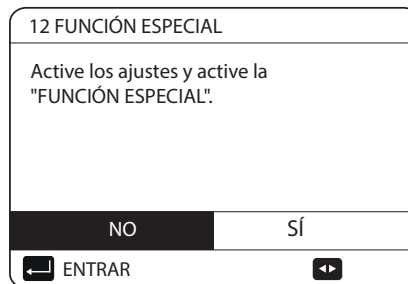 12 FUNCIÓN ESPECIAL
Active los ajustes y active la
"FUNCIÓN ESPECIAL".
NO SÍ
ENTRAR